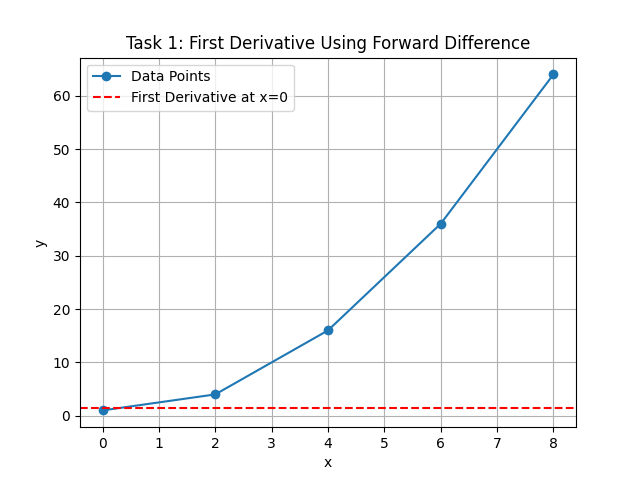 Task 1: First Derivative Using Forward Difference
Data Points
First Derivative at x=0
y
60
50
40
30
20
10
0
0 1 2 3 4 5 6 7 8
x